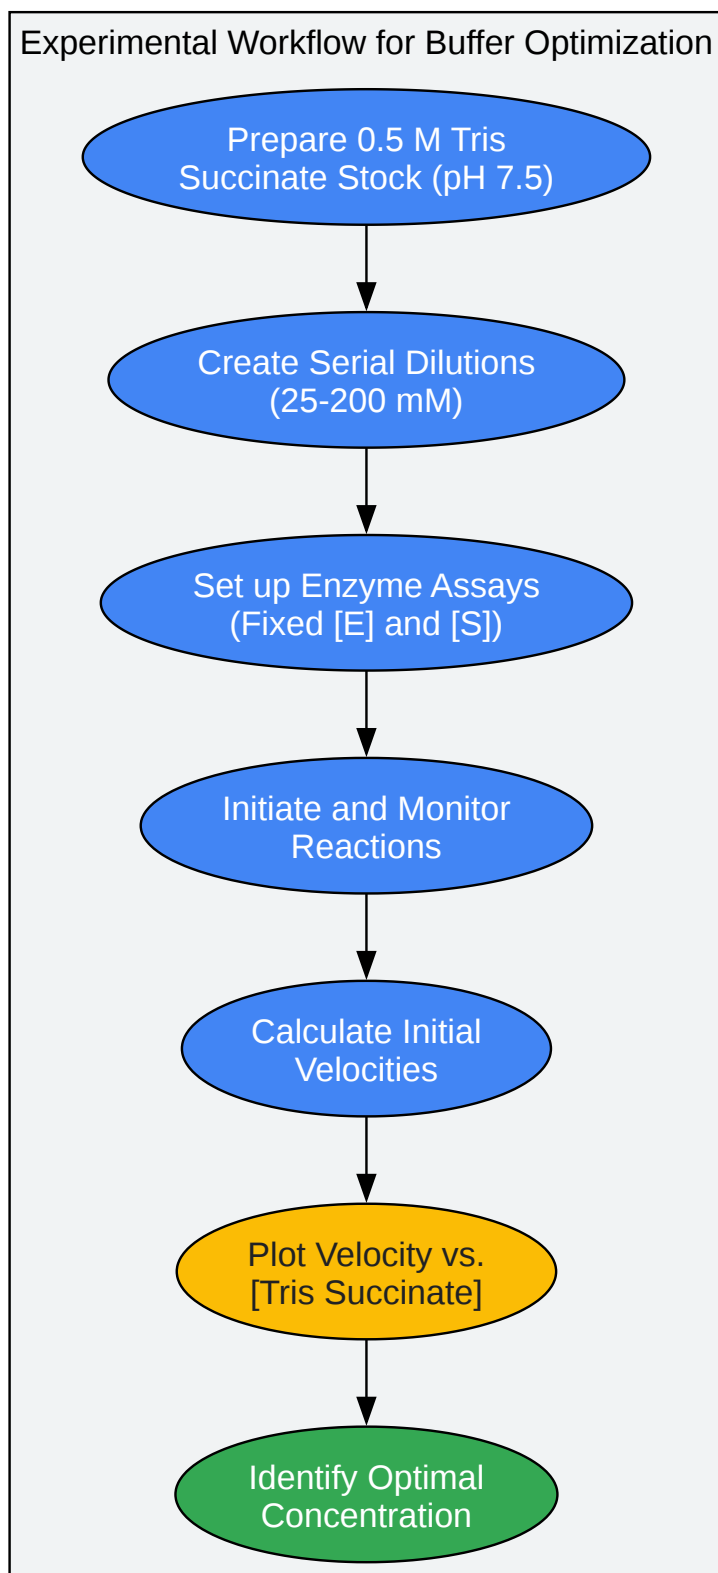 Experimental Workflow for Buffer Optimization
Prepare 0.5 M Tris
Succinate Stock (pH 7.5)
Create Serial Dilutions
(25-200 mM)
Set up Enzyme Assays
(Fixed [E] and [S])
Initiate and Monitor
Reactions
Calculate Initial
Velocities
Plot Velocity vs.
[Tris Succinate]
Identify Optimal
Concentration